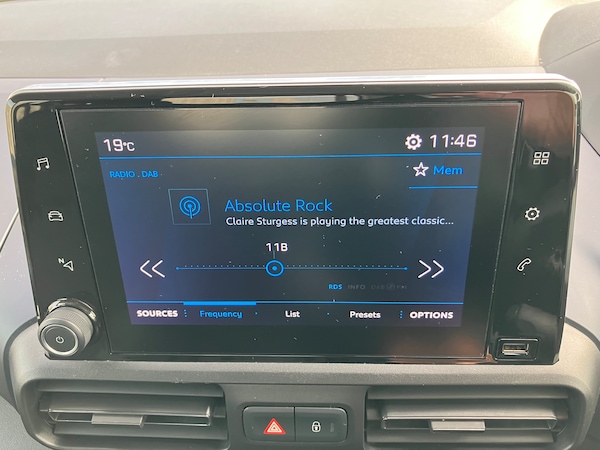 19°C
11:46
RADIO . DAB
Mem
Absolute Rock
Claire Sturgess is playing the greatest classic...
11B
RDS INFO
SOURCES Frequency List Presets OPTIONS
N